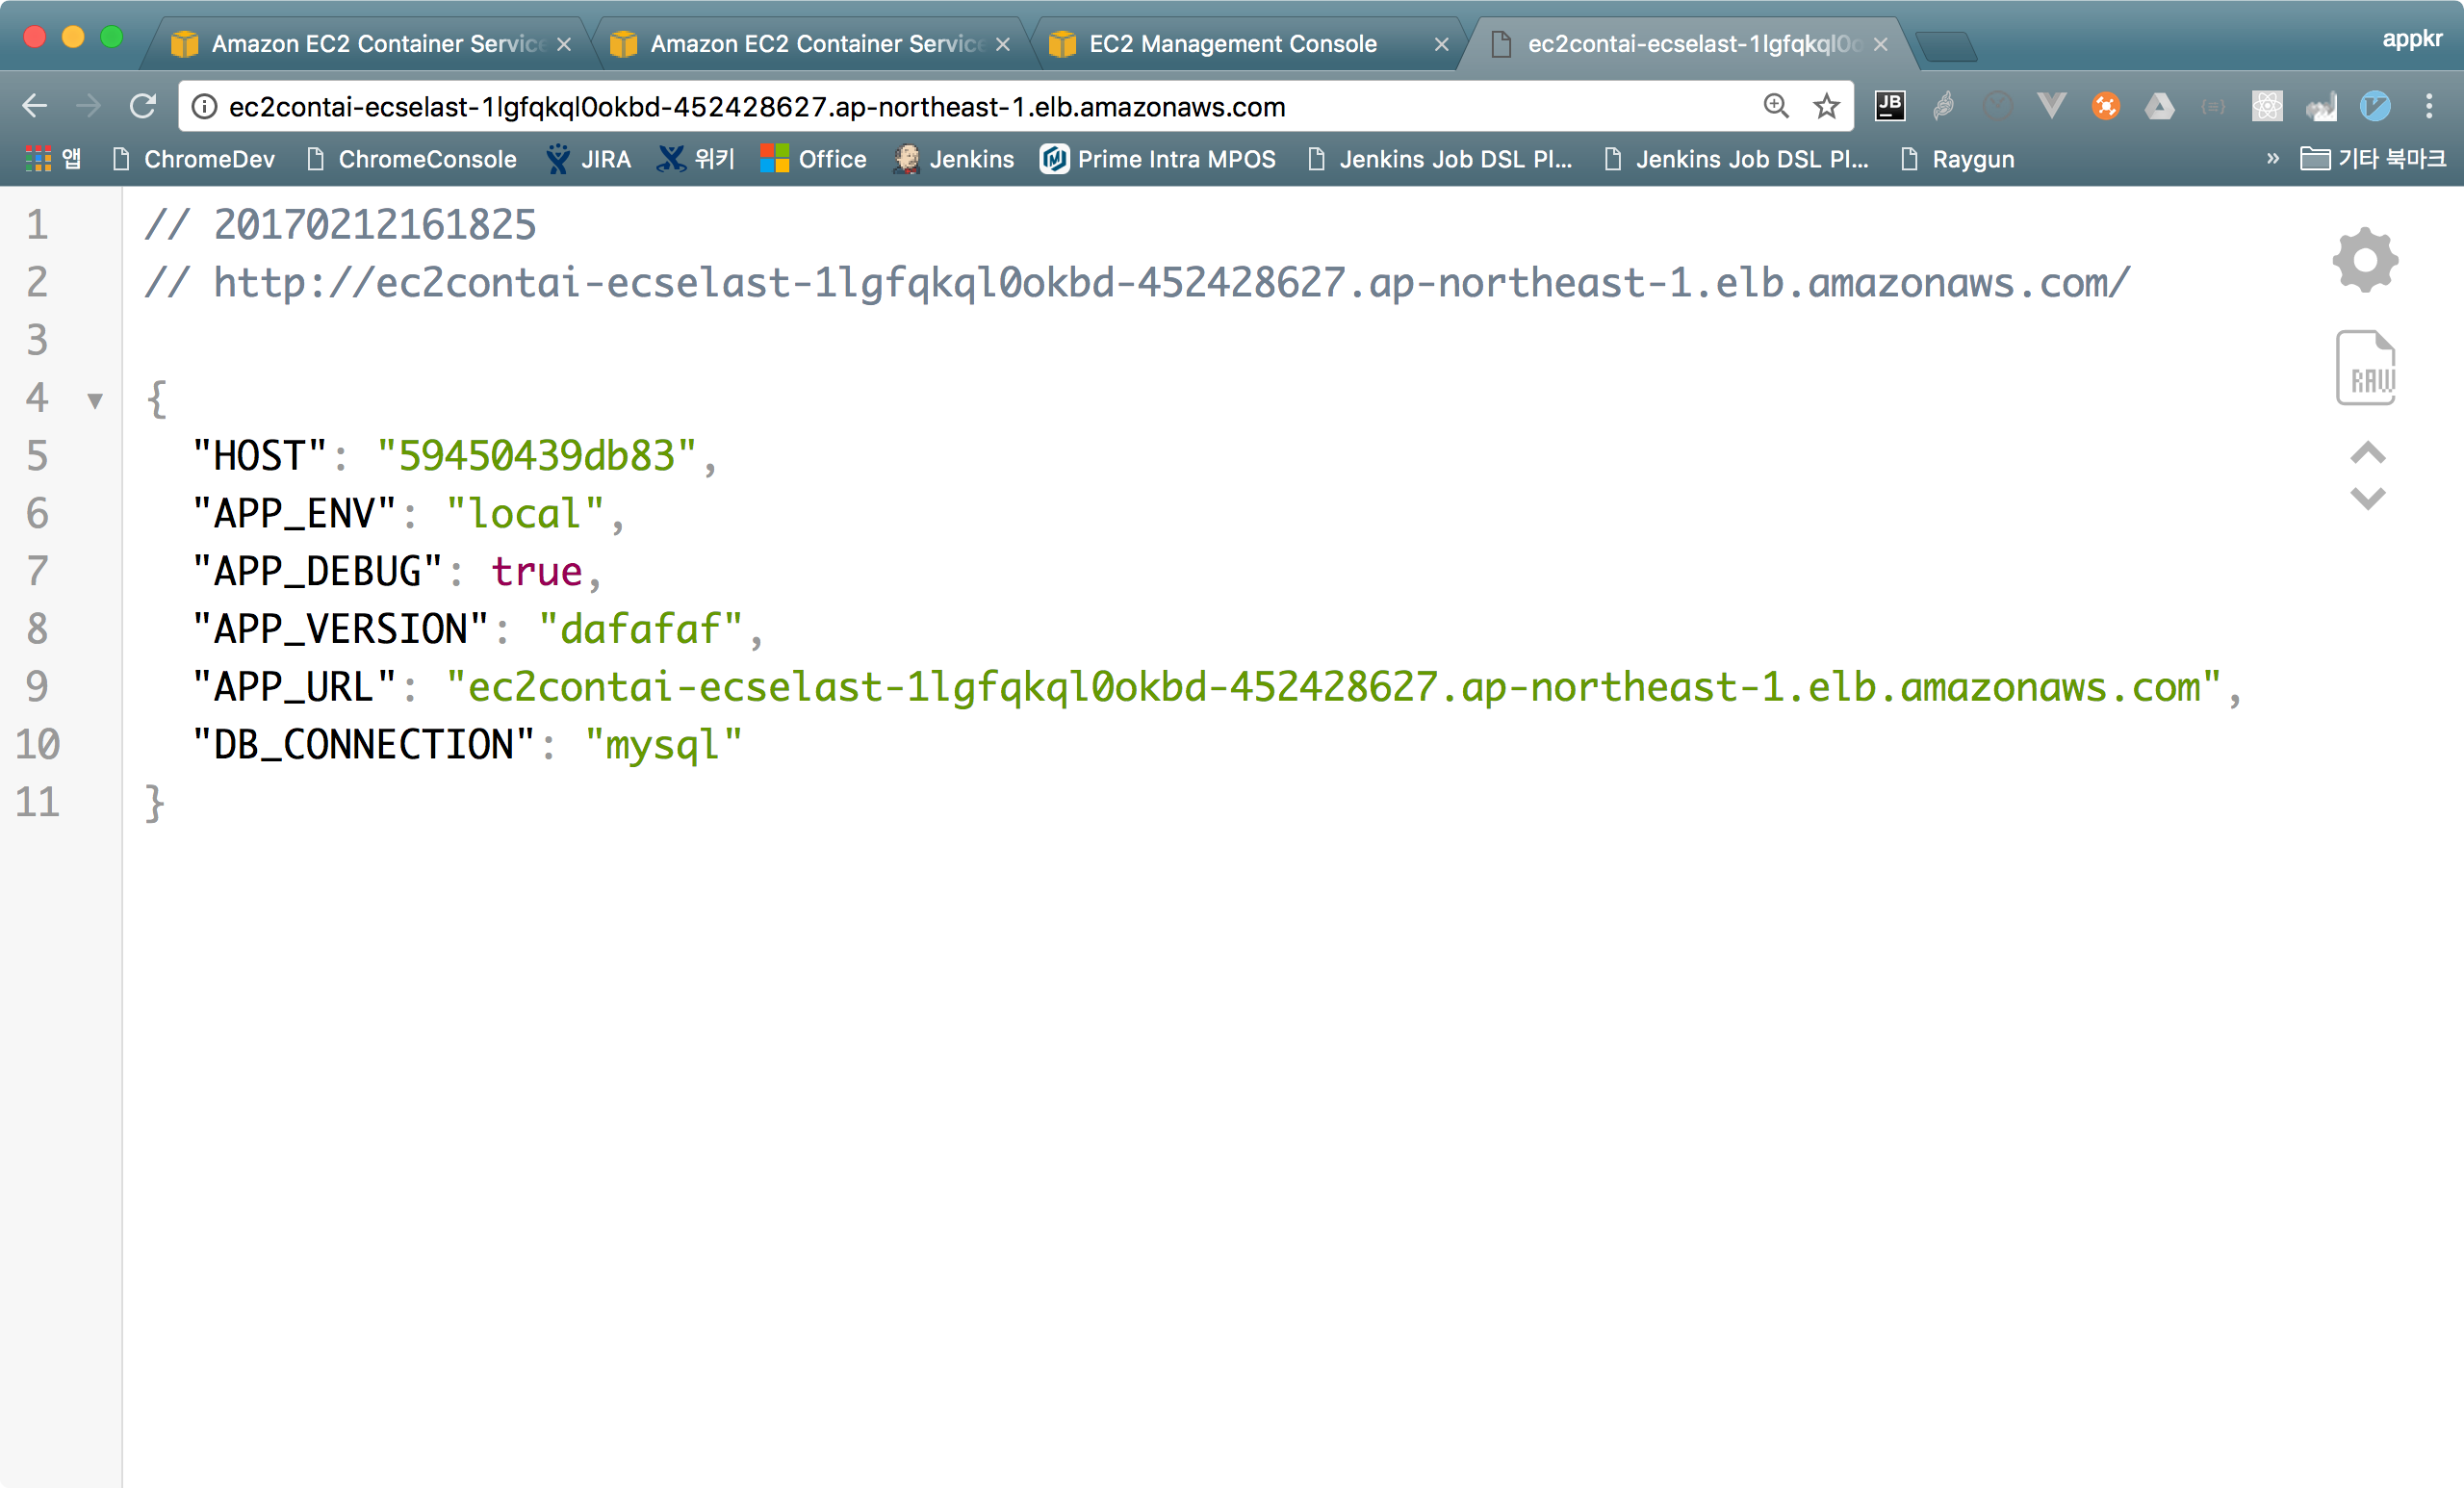 Amazon EC2 Container Service
Amazon EC2 Container Service
EC2 Management Console
ec2contai-ecselast-1lgfqkql0o
appkr
ec2contai-ecselast-1lgfqkql0okbd-452428627.ap-northeast-1.elb.amazonaws.com
JB
앱
ChromeDev
ChromeConsole
JIRA
위키
Office
Jenkins
Prime Intra MPOS
Jenkins Job DSL Pl...
Jenkins Job DSL Pl...
Raygun
»
기타 북마크
1 // 20170212161825
2 // http://ec2contai-ecselast-1lgfqkql0okbd-452428627.ap-northeast-1.elb.amazonaws.com/
3
4 {
5 "HOST": "59450439db83",
6 "APP_ENV": "local",
7 "APP_DEBUG": true,
8 "APP_VERSION": "dafafaf",
9 "APP_URL": "ec2contai-ecselast-1lgfqkql0okbd-452428627.ap-northeast-1.elb.amazonaws.com",
10 "DB_CONNECTION": "mysql"
11 }
RAW